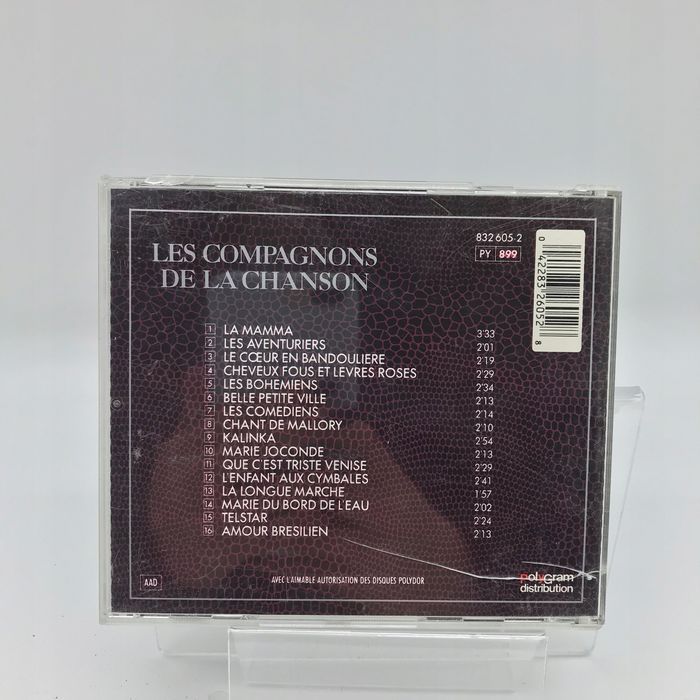 LES COMPAGNONS
DE LA CHANSON
832 605-2
PY 899
0 42283 26052 8
1 LA MAMMA 3'33
2 LES AVENTURIERS 2'01
3 LE CŒUR EN BANDOULIERE 2'19
4 CHEVEUX FOUS ET LEVRES ROSES 2'29
5 LES BOHEMIENS 2'34
6 BELLE PETITE VILLE 2'13
7 LES COMEDIENS 2'14
8 CHANT DE MALLORY 2'10
9 KALINKA 2'54
10 MARIE JOCONDE 2'13
11 QUE C'EST TRISTE VENISE 2'29
12 L'ENFANT AUX CYMBALES 2'41
13 LA LONGUE MARCHE 1'57
14 MARIE DU BORD DE L'EAU 2'02
15 TELSTAR 2'24
16 AMOUR BRESILIEN 2'13
AAD
AVEC L'AIMABLE AUTORISATION DES DISQUES POLYDOR
polyGram
distribution